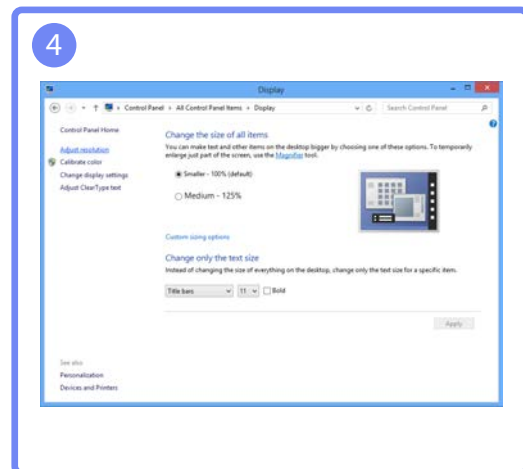 4
Display
Control Panel › All Control Panel Items › Display
Search Control Panel
Control Panel Home
Adjust resolution
Calibrate color
Change display settings
Adjust ClearType text
Change the size of all items
You can make text and other items on the desktop bigger by choosing one of these options. To temporarily
enlarge just part of the screen, use the Magnifier tool.
Smaller - 100% (default)
Medium - 125%
Custom sizing options
Change only the text size
Instead of changing the size of everything on the desktop, change only the text size for a specific item.
Title bars 11 Bold
Apply
See also
Personalization
Devices and Printers